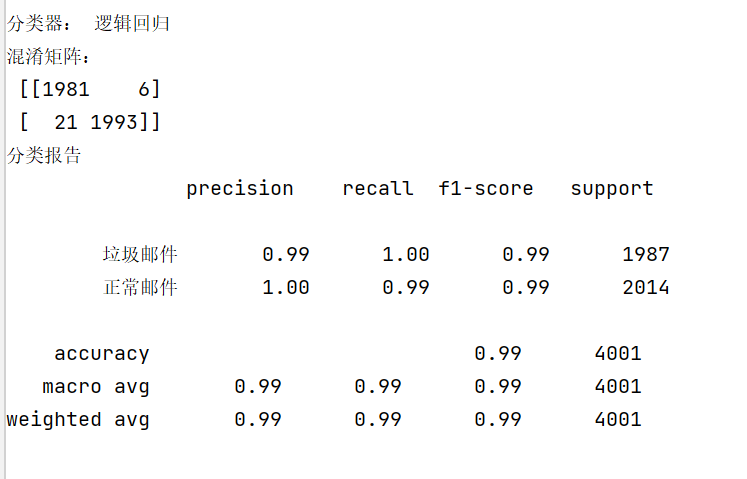 分类器： 逻辑回归
混淆矩阵：
[[1981    6]
[  21 1993]]
分类报告
precision    recall  f1-score   support
垃圾邮件       0.99      1.00      0.99      1987
正常邮件       1.00      0.99      0.99      2014
accuracy                           0.99      4001
macro avg       0.99      0.99      0.99      4001
weighted avg       0.99      0.99      0.99      4001